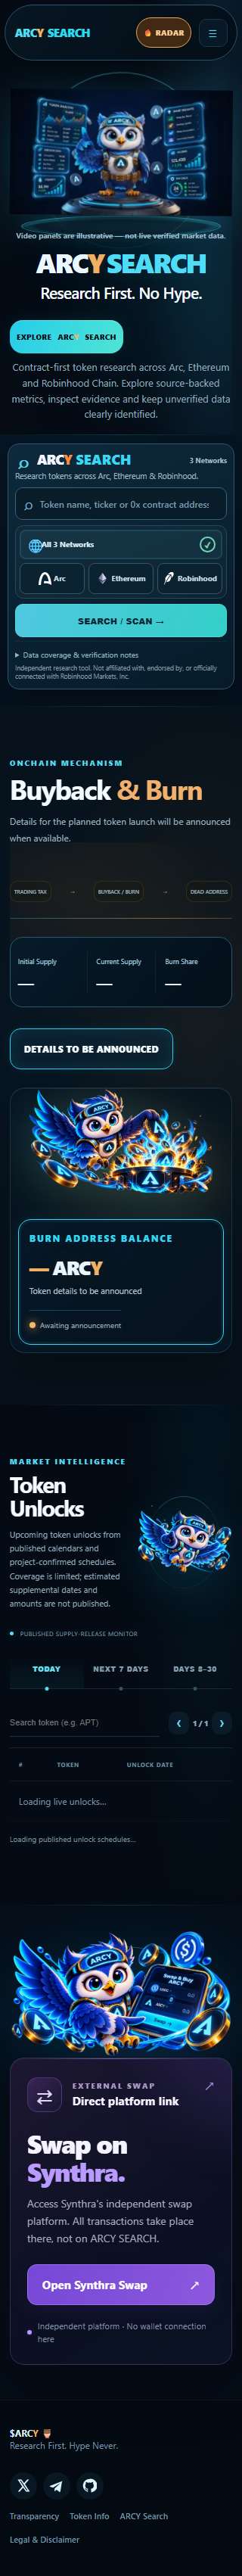 ARCY SEARCH
RADAR
Video panels are illustrative — not live verified market data.
ARCY SEARCH
Research First. No Hype.
EXPLORE ARCY SEARCH
Contract-first token research across Arc, Ethereum
and Robinhood Chain. Explore source-backed
metrics, inspect evidence and keep unverified data
clearly identified.
ARCY SEARCH
3 Networks
Research tokens across Arc, Ethereum & Robinhood.
Token name, ticker or 0x contract address
All 3 Networks
Arc
Ethereum
Robinhood
SEARCH / SCAN →
▸ Data coverage & verification notes
Independent research tool. Not affiliated with, endorsed by, or officially
connected with Robinhood Markets, Inc.
ONCHAIN MECHANISM
Buyback & Burn
Details for the planned token launch will be announced
when available.
TRADING TAX → BUYBACK / BURN → DEAD ADDRESS
Initial Supply Current Supply Burn Share
— — —
DETAILS TO BE ANNOUNCED
ARCY
BURN ADDRESS BALANCE
— ARCY
Token details to be announced
Awaiting announcement
MARKET INTELLIGENCE
Token
Unlocks
Upcoming token unlocks from
published calendars and
project-confirmed schedules.
Coverage is limited; estimated
supplemental dates and
amounts are not published.
PUBLISHED SUPPLY-RELEASE MONITOR
TODAY NEXT 7 DAYS DAYS 8–30
Search token (e.g. APT)
❮ 1 / 1 ❯
# TOKEN UNLOCK DATE
Loading live unlocks...
Loading published unlock schedules...
ARCY
Swap & Buy
ARCY
EXTERNAL SWAP
Direct platform link
↗
Swap on
Synthra.
Access Synthra's independent swap
platform. All transactions take place
there, not on ARCY SEARCH.
Open Synthra Swap ↗
Independent platform · No wallet connection
here
$ARCY
Research First. Hype Never.
Transparency Token Info ARCY Search
Legal & Disclaimer